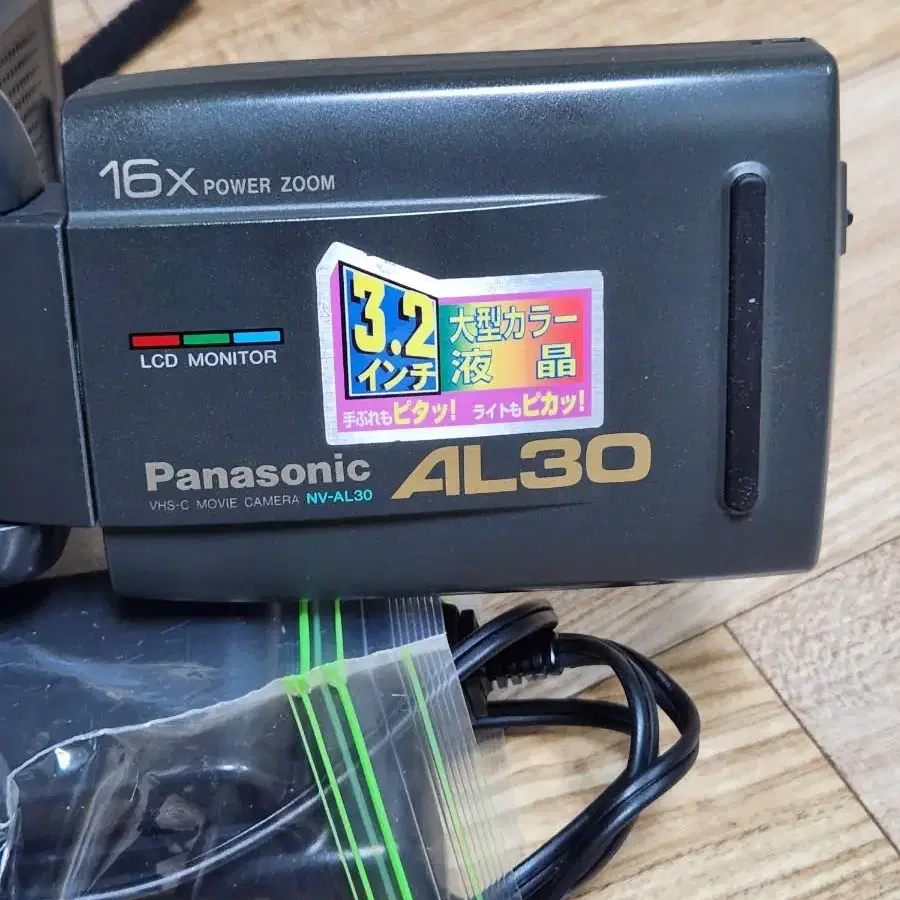 16x POWER ZOOM
3.2
インチ
大型カラー
液晶
手ぶれもピタッ! ライトもピカッ!
LCD MONITOR
Panasonic AL30
VHS-C MOVIE CAMERA NV-AL30